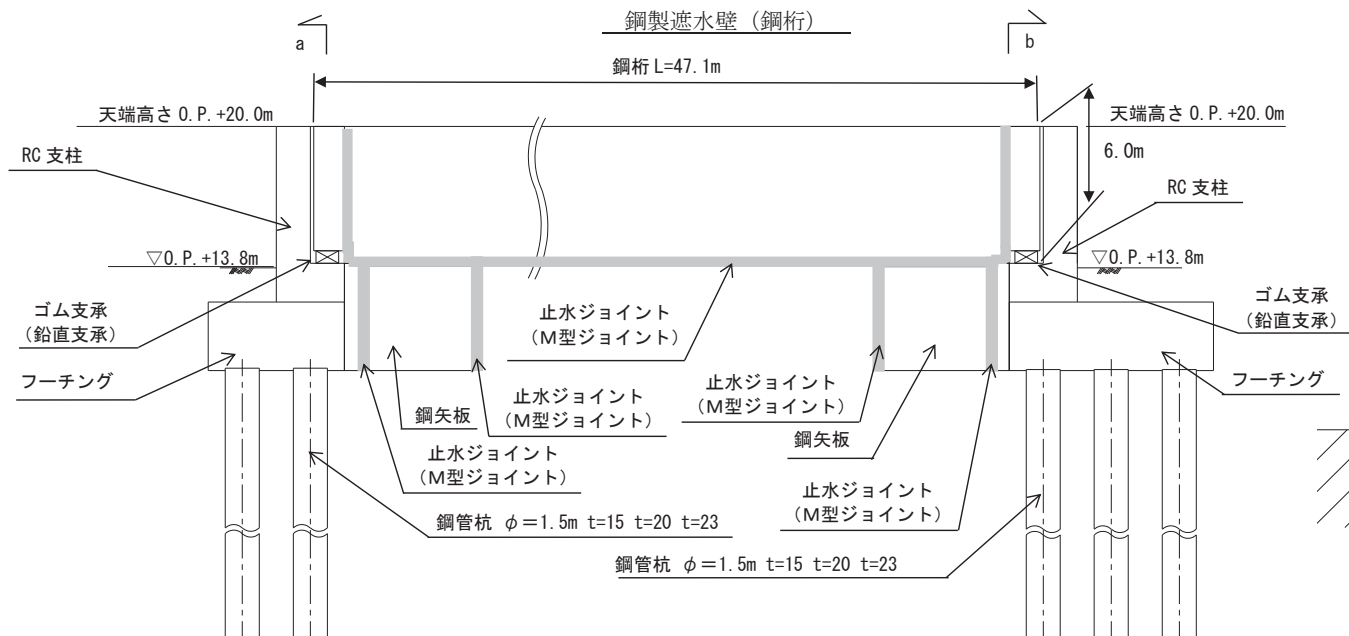 鋼製遮水壁（鋼桁）
a
b
鋼桁 L=47.1m
天端高さ O.P.+20.0m
天端高さ O.P.+20.0m
6.0m
RC 支柱
RC 支柱
▽O.P.+13.8m
▽O.P.+13.8m
ゴム支承
（鉛直支承）
止水ジョイント
（Ｍ型ジョイント）
ゴム支承
（鉛直支承）
フーチング
フーチング
止水ジョイント
（Ｍ型ジョイント）
止水ジョイント
（Ｍ型ジョイント）
鋼矢板
鋼矢板
止水ジョイント
（Ｍ型ジョイント）
止水ジョイント
（Ｍ型ジョイント）
鋼管杭 φ＝1.5m t=15 t=20 t=23
鋼管杭 φ＝1.5m t=15 t=20 t=23